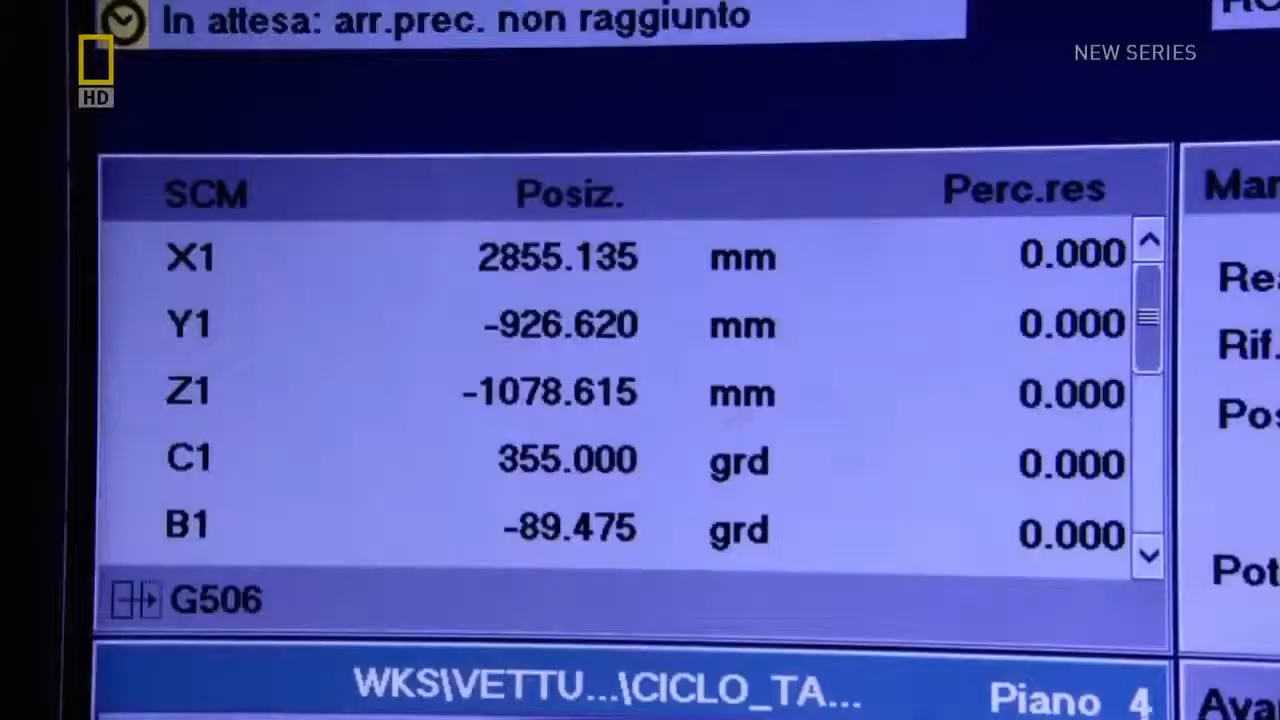 In attesa: arr.prec. non raggiunto
NEW SERIES
HD
SCM Posiz. Perc.res
X1 2855.135 mm 0.000
Y1 -926.620 mm 0.000
Z1 -1078.615 mm 0.000
C1 355.000 grd 0.000
B1 -89.475 grd 0.000
G506
WKS\VETTU...\CICLO_TA... Piano 4
Rif.